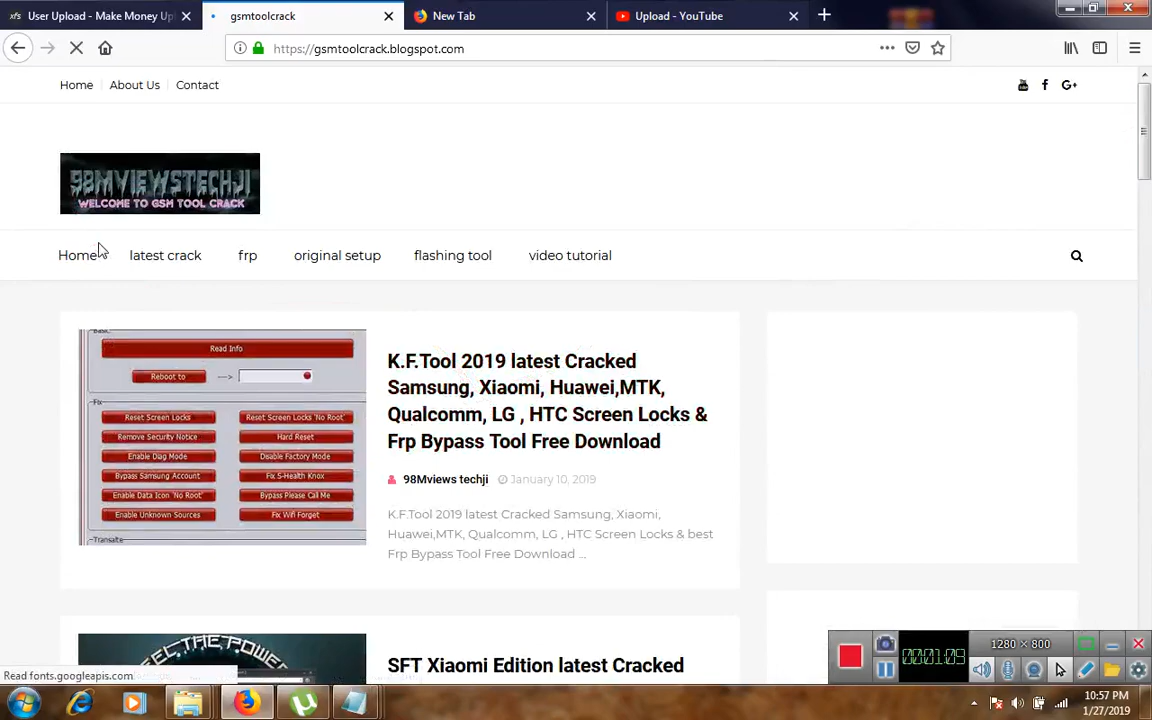 User Upload - Make Money Up
gsmtoolcrack
New Tab
Upload - YouTube
https://gsmtoolcrack.blogspot.com
Home
About Us
Contact
98MVIEWSTECHJI
WELCOME TO GSM TOOL CRACK
Home
latest crack
frp
original setup
flashing tool
video tutorial
Read Info
Reboot to
--->
Fix
Reset Screen Locks
Reset Screen Locks 'No Root'
Remove Security Notice
Hard Reset
Enable Diag Mode
Disable Factory Mode
Bypass Samsung Account
Fix S-Health Knox
Enable Data Icon 'No Root'
Bypass Please Call Me
Enable Unknown Sources
Fix Wifi Forget
K.F.Tool 2019 latest Cracked
Samsung, Xiaomi, Huawei,MTK,
Qualcomm, LG , HTC Screen Locks &
Frp Bypass Tool Free Download
98Mviews techji
January 10, 2019
K.F.Tool 2019 latest Cracked Samsung, Xiaomi,
Huawei,MTK, Qualcomm, LG , HTC Screen Locks & best
Frp Bypass Tool Free Download ...
FEEL THE POWER
SFT Xiaomi Edition latest Cracked
1280 × 800
00:01:09
Read fonts.googleapis.com
10:57 PM
1/27/2019